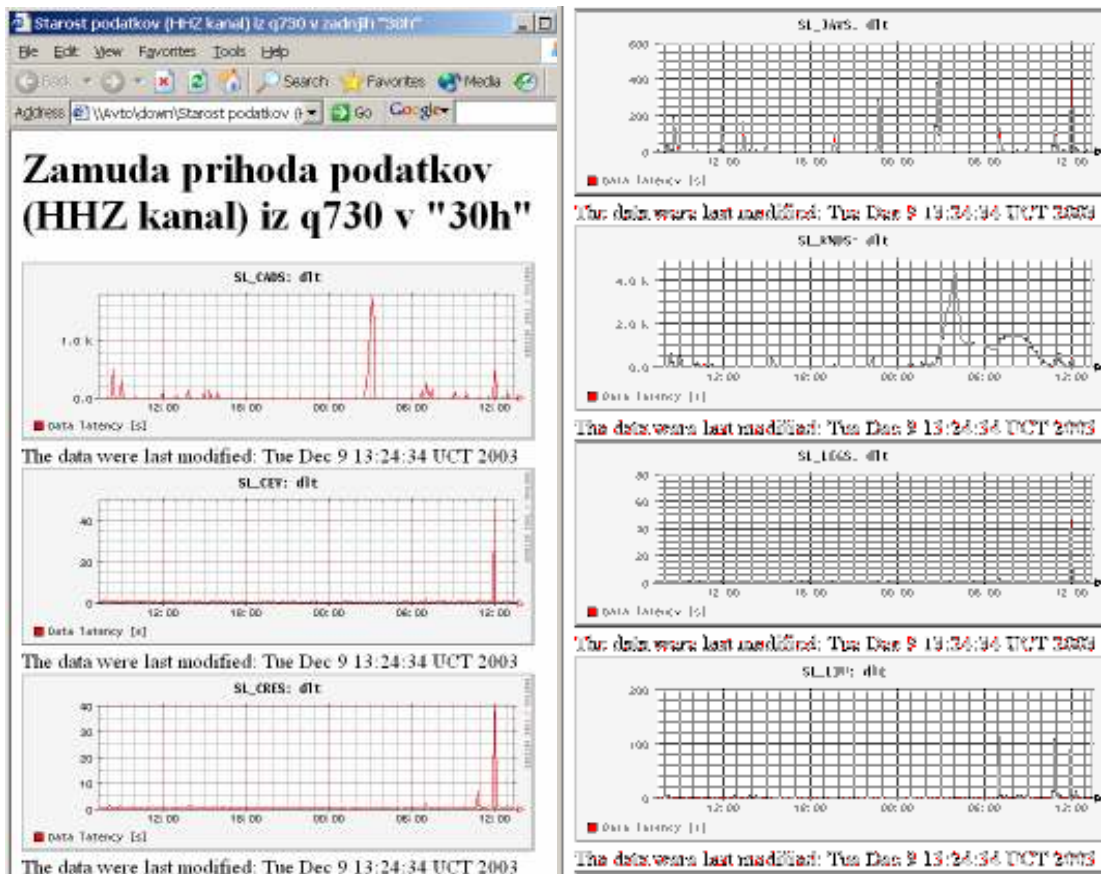 Starost podatkov (HHZ kanal) iz q730 v zadnjih "30h"
File Edit View Favorites Tools Help
Back Search Favorites Media
Address \\Avto\down\Starost podatkov (H Go Google
Zamuda prihoda podatkov
(HHZ kanal) iz q730 v "30h"
SL_CADS: dlt
1.0 k
0.0
12:00 18:00 00:00 06:00 12:00
Data latency [s]
The data were last modified: Tue Dec 9 13:24:34 UCT 2003
SL_CEY: dlt
40
20
0
12:00 18:00 00:00 06:00 12:00
Data latency [s]
The data were last modified: Tue Dec 9 13:24:34 UCT 2003
SL_CRES: dlt
40
30
20
10
0
12:00 18:00 00:00 06:00 12:00
Data latency [s]
The data were last modified: Tue Dec 9 13:24:34 UCT 2003
SL_JAVS: dlt
600
400
200
0
12:00 18:00 00:00 06:00 12:00
Data latency [s]
The data were last modified: Tue Dec 9 13:24:34 UCT 2003
SL_KNDS: dlt
4.0 k
2.0 k
0.0
12:00 18:00 00:00 06:00 12:00
Data latency [s]
The data were last modified: Tue Dec 9 13:24:34 UCT 2003
SL_LEGS: dlt
80
60
40
20
0
12:00 18:00 00:00 06:00 12:00
Data latency [s]
The data were last modified: Tue Dec 9 13:24:34 UCT 2003
SL_LJU: dlt
200
100
0
12:00 18:00 00:00 06:00 12:00
Data latency [s]
The data were last modified: Tue Dec 9 13:24:34 UCT 2003